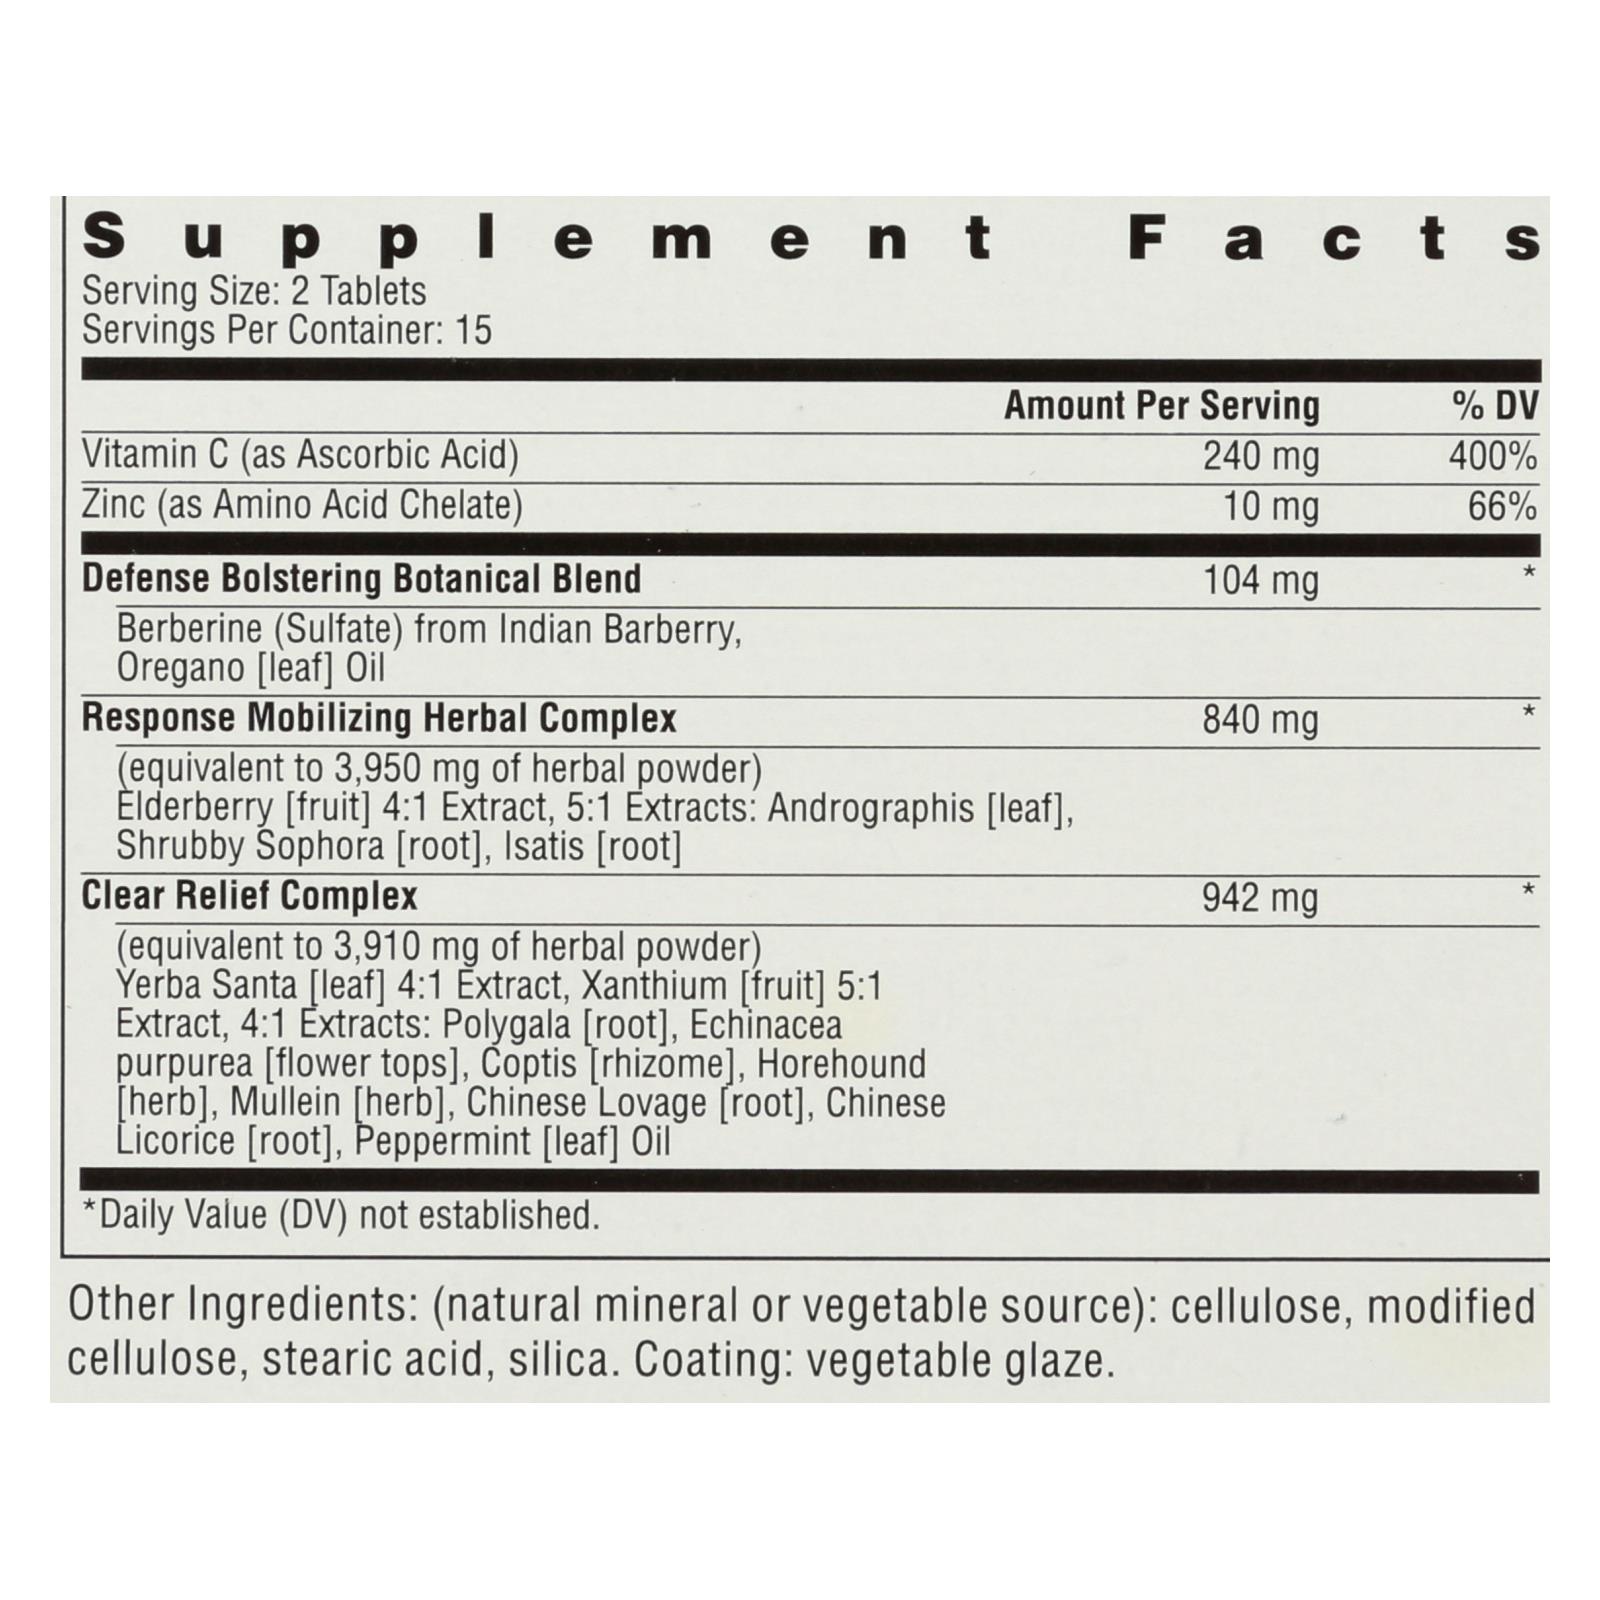 Supplement Facts
Serving Size: 2 Tablets
Servings Per Container: 15
Amount Per Serving % DV
Vitamin C (as Ascorbic Acid) 240 mg 400%
Zinc (as Amino Acid Chelate) 10 mg 66%
Defense Bolstering Botanical Blend 104 mg *
Berberine (Sulfate) from Indian Barberry,
Oregano [leaf] Oil
Response Mobilizing Herbal Complex 840 mg *
(equivalent to 3,950 mg of herbal powder)
Elderberry [fruit] 4:1 Extract, 5:1 Extracts: Andrographis [leaf],
Shrubby Sophora [root], Isatis [root]
Clear Relief Complex 942 mg *
(equivalent to 3,910 mg of herbal powder)
Yerba Santa [leaf] 4:1 Extract, Xanthium [fruit] 5:1
Extract, 4:1 Extracts: Polygala [root], Echinacea
purpurea [flower tops], Coptis [rhizome], Horehound
[herb], Mullein [herb], Chinese Lovage [root], Chinese
Licorice [root], Peppermint [leaf] Oil
*Daily Value (DV) not established.
Other Ingredients: (natural mineral or vegetable source): cellulose, modified
cellulose, stearic acid, silica. Coating: vegetable glaze.